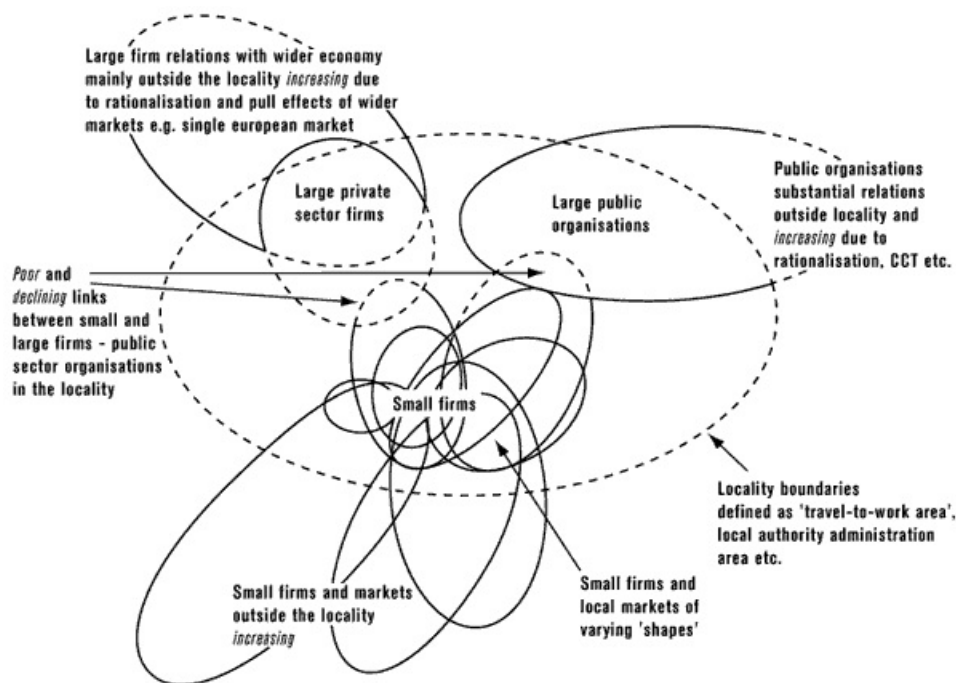 Large firm relations with wider economy
mainly outside the locality increasing due
to rationalisation and pull effects of wider
markets e.g. single european market
Large private
sector firms
Large public
organisations
Public organisations
substantial relations
outside locality and
increasing due to
rationalisation, CCT etc.
Poor and
declining links
between small and
large firms - public
sector organisations
in the locality
Small firms
Locality boundaries
defined as 'travel-to-work area',
local authority administration
area etc.
Small firms and markets
outside the locality
increasing
Small firms and
local markets of
varying 'shapes'